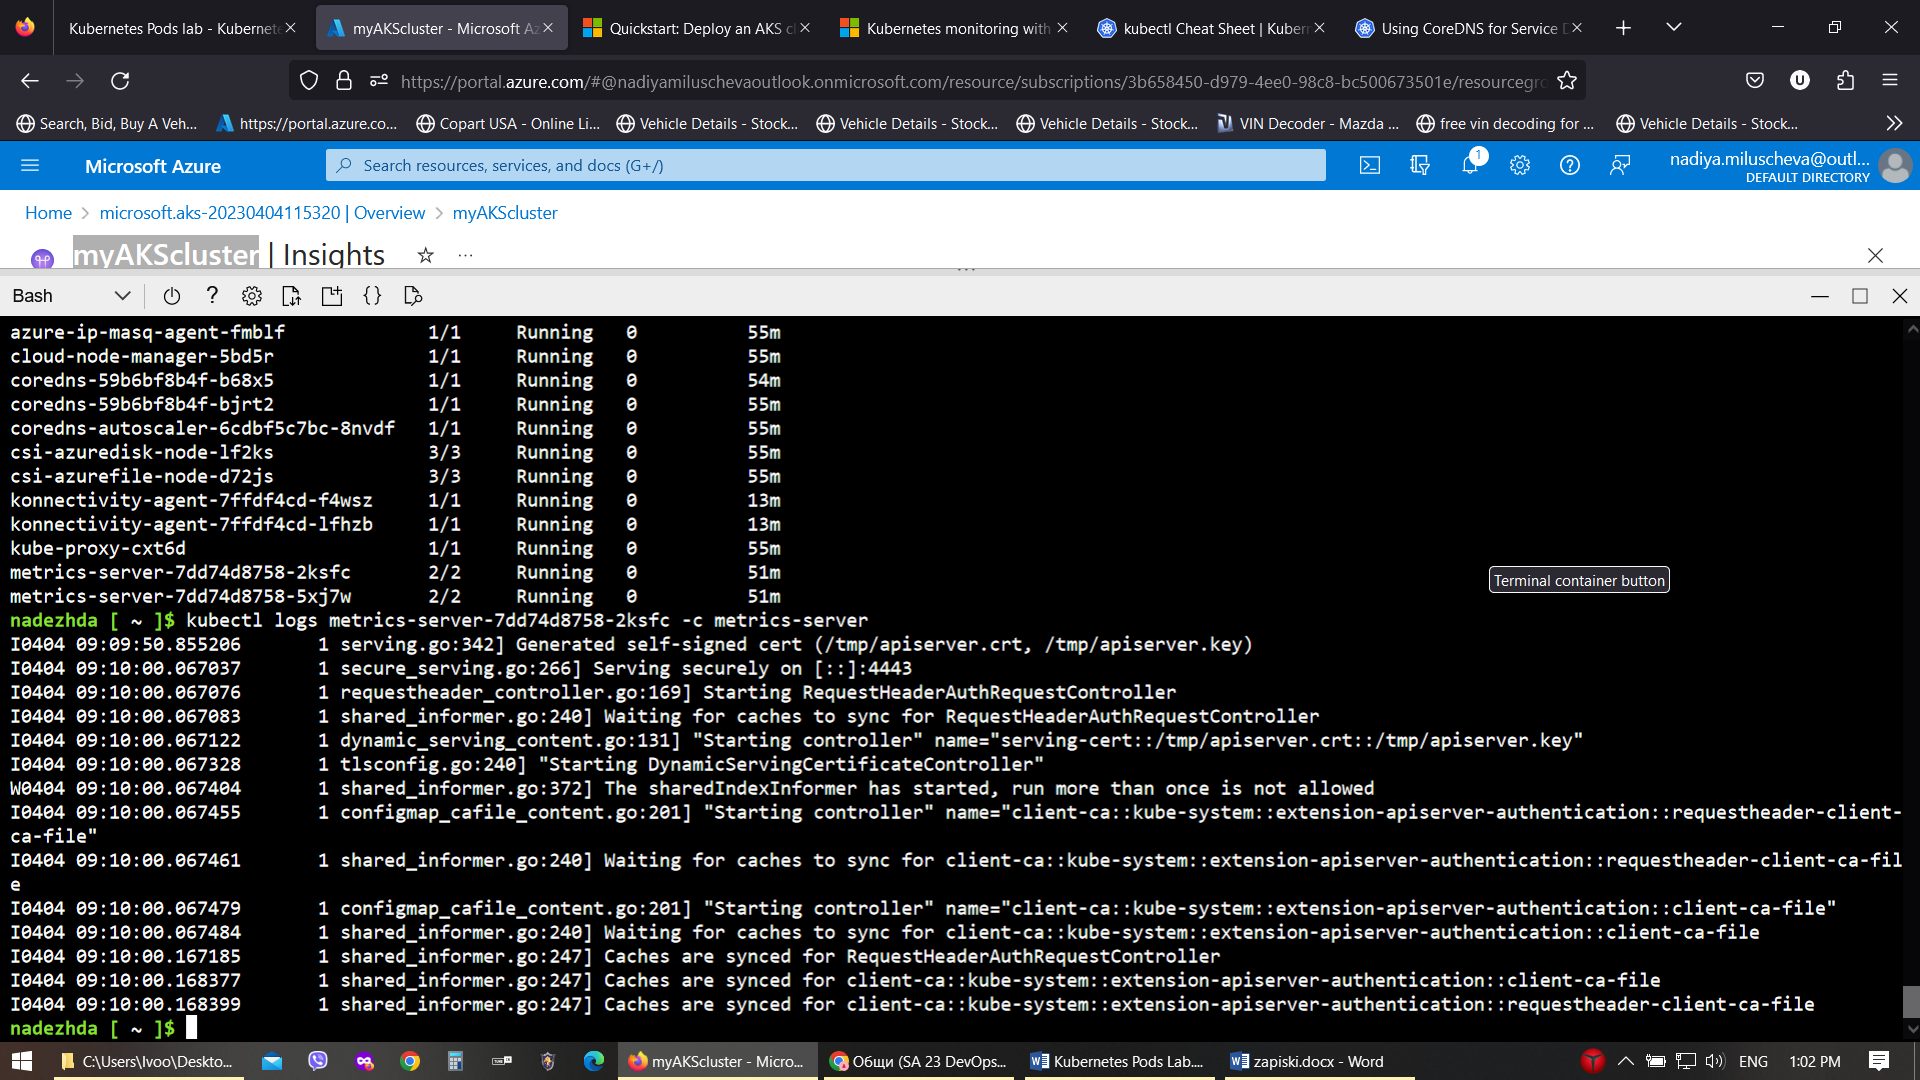 Kubernetes Pods lab - Kubernete
myAKScluster - Microsoft Az
Quickstart: Deploy an AKS cl
Kubernetes monitoring with
kubectl Cheat Sheet | Kubern
Using CoreDNS for Service D
https://portal.azure.com/#@nadiyamiluschevaoutlook.onmicrosoft.com/resource/subscriptions/3b658450-d979-4ee0-98c8-bc500673501e/resourcegro
Search, Bid, Buy A Veh...
https://portal.azure.co...
Copart USA - Online Li...
Vehicle Details - Stock...
Vehicle Details - Stock...
Vehicle Details - Stock...
VIN Decoder - Mazda ...
free vin decoding for ...
Vehicle Details - Stock...
Microsoft Azure
Search resources, services, and docs (G+/)
1
nadiya.miluscheva@outl...
DEFAULT DIRECTORY
Home > microsoft.aks-20230404115320 | Overview > myAKScluster
myAKScluster | Insights
Bash
azure-ip-masq-agent-fmblf 1/1 Running 0 55m
cloud-node-manager-5bd5r 1/1 Running 0 55m
coredns-59b6bf8b4f-b68x5 1/1 Running 0 54m
coredns-59b6bf8b4f-bjrt2 1/1 Running 0 55m
coredns-autoscaler-6cdbf5c7bc-8nvdf 1/1 Running 0 55m
csi-azuredisk-node-lf2ks 3/3 Running 0 55m
csi-azurefile-node-d72js 3/3 Running 0 55m
konnectivity-agent-7ffdf4cd-f4wsz 1/1 Running 0 13m
konnectivity-agent-7ffdf4cd-lfhzb 1/1 Running 0 13m
kube-proxy-cxt6d 1/1 Running 0 55m
metrics-server-7dd74d8758-2ksfc 2/2 Running 0 51m
metrics-server-7dd74d8758-5xj7w 2/2 Running 0 51m
Terminal container button
nadezhda [ ~ ]$ kubectl logs metrics-server-7dd74d8758-2ksfc -c metrics-server
I0404 09:09:50.855206 1 serving.go:342] Generated self-signed cert (/tmp/apiserver.crt, /tmp/apiserver.key)
I0404 09:10:00.067037 1 secure_serving.go:266] Serving securely on [::]:4443
I0404 09:10:00.067076 1 requestheader_controller.go:169] Starting RequestHeaderAuthRequestController
I0404 09:10:00.067083 1 shared_informer.go:240] Waiting for caches to sync for RequestHeaderAuthRequestController
I0404 09:10:00.067122 1 dynamic_serving_content.go:131] "Starting controller" name="serving-cert::/tmp/apiserver.crt::/tmp/apiserver.key"
I0404 09:10:00.067328 1 tlsconfig.go:240] "Starting DynamicServingCertificateController"
W0404 09:10:00.067404 1 shared_informer.go:372] The sharedIndexInformer has started, run more than once is not allowed
I0404 09:10:00.067455 1 configmap_cafile_content.go:201] "Starting controller" name="client-ca::kube-system::extension-apiserver-authentication::requestheader-client-
ca-file"
I0404 09:10:00.067461 1 shared_informer.go:240] Waiting for caches to sync for client-ca::kube-system::extension-apiserver-authentication::requestheader-client-ca-fil
e
I0404 09:10:00.067479 1 configmap_cafile_content.go:201] "Starting controller" name="client-ca::kube-system::extension-apiserver-authentication::client-ca-file"
I0404 09:10:00.067484 1 shared_informer.go:240] Waiting for caches to sync for client-ca::kube-system::extension-apiserver-authentication::client-ca-file
I0404 09:10:00.167185 1 shared_informer.go:247] Caches are synced for RequestHeaderAuthRequestController
I0404 09:10:00.168377 1 shared_informer.go:247] Caches are synced for client-ca::kube-system::extension-apiserver-authentication::client-ca-file
I0404 09:10:00.168399 1 shared_informer.go:247] Caches are synced for client-ca::kube-system::extension-apiserver-authentication::requestheader-client-ca-file
nadezhda [ ~ ]$
C:\Users\Ivoo\Deskto...
myAKScluster - Micro...
Общи (SA 23 DevOps...
Kubernetes Pods Lab....
zapiski.docx - Word
ENG
1:02 PM